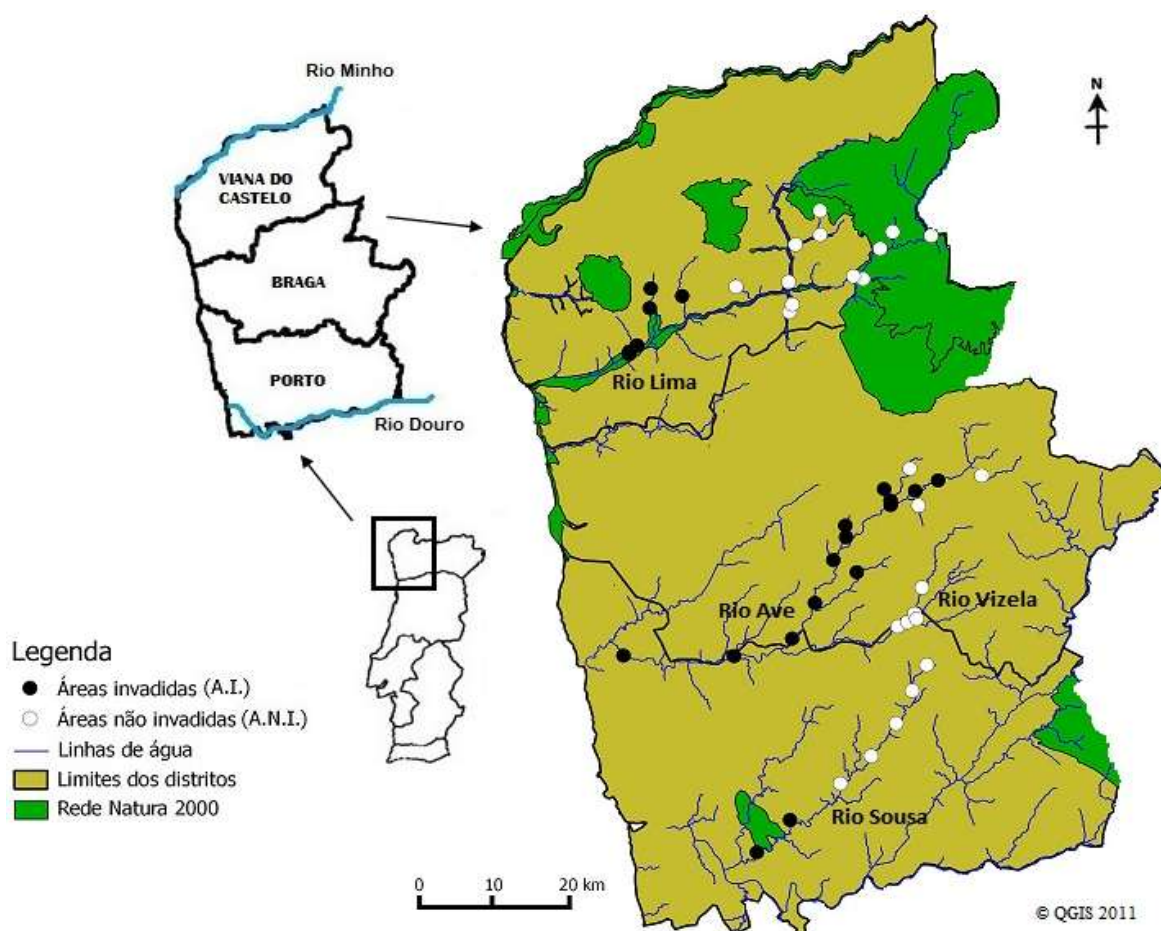 Rio Minho
VIANA DO
CASTELO
BRAGA
PORTO
Rio Douro
N
Rio Lima
Rio Ave
Rio Vizela
Rio Sousa
Legenda
Áreas invadidas (A.I.)
Áreas não invadidas (A.N.I.)
Linhas de água
Limites dos distritos
Rede Natura 2000
0 10 20 km
© QGIS 2011